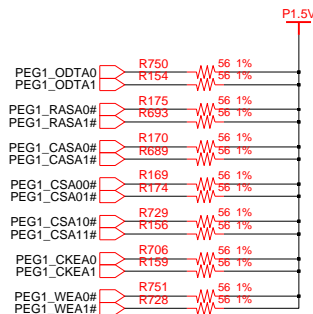 P1.5V
PEG1_ODTA0 R750 56 1%
PEG1_ODTA1 R154 56 1%
PEG1_RASA0# R175 56 1%
PEG1_RASA1# R693 56 1%
PEG1_CASA0# R170 56 1%
PEG1_CASA1# R689 56 1%
PEG1_CSA00# R169 56 1%
PEG1_CSA01# R174 56 1%
PEG1_CSA10# R729 56 1%
PEG1_CSA11# R156 56 1%
PEG1_CKEA0 R706 56 1%
PEG1_CKEA1 R159 56 1%
PEG1_WEA0# R751 56 1%
PEG1_WEA1# R728 56 1%